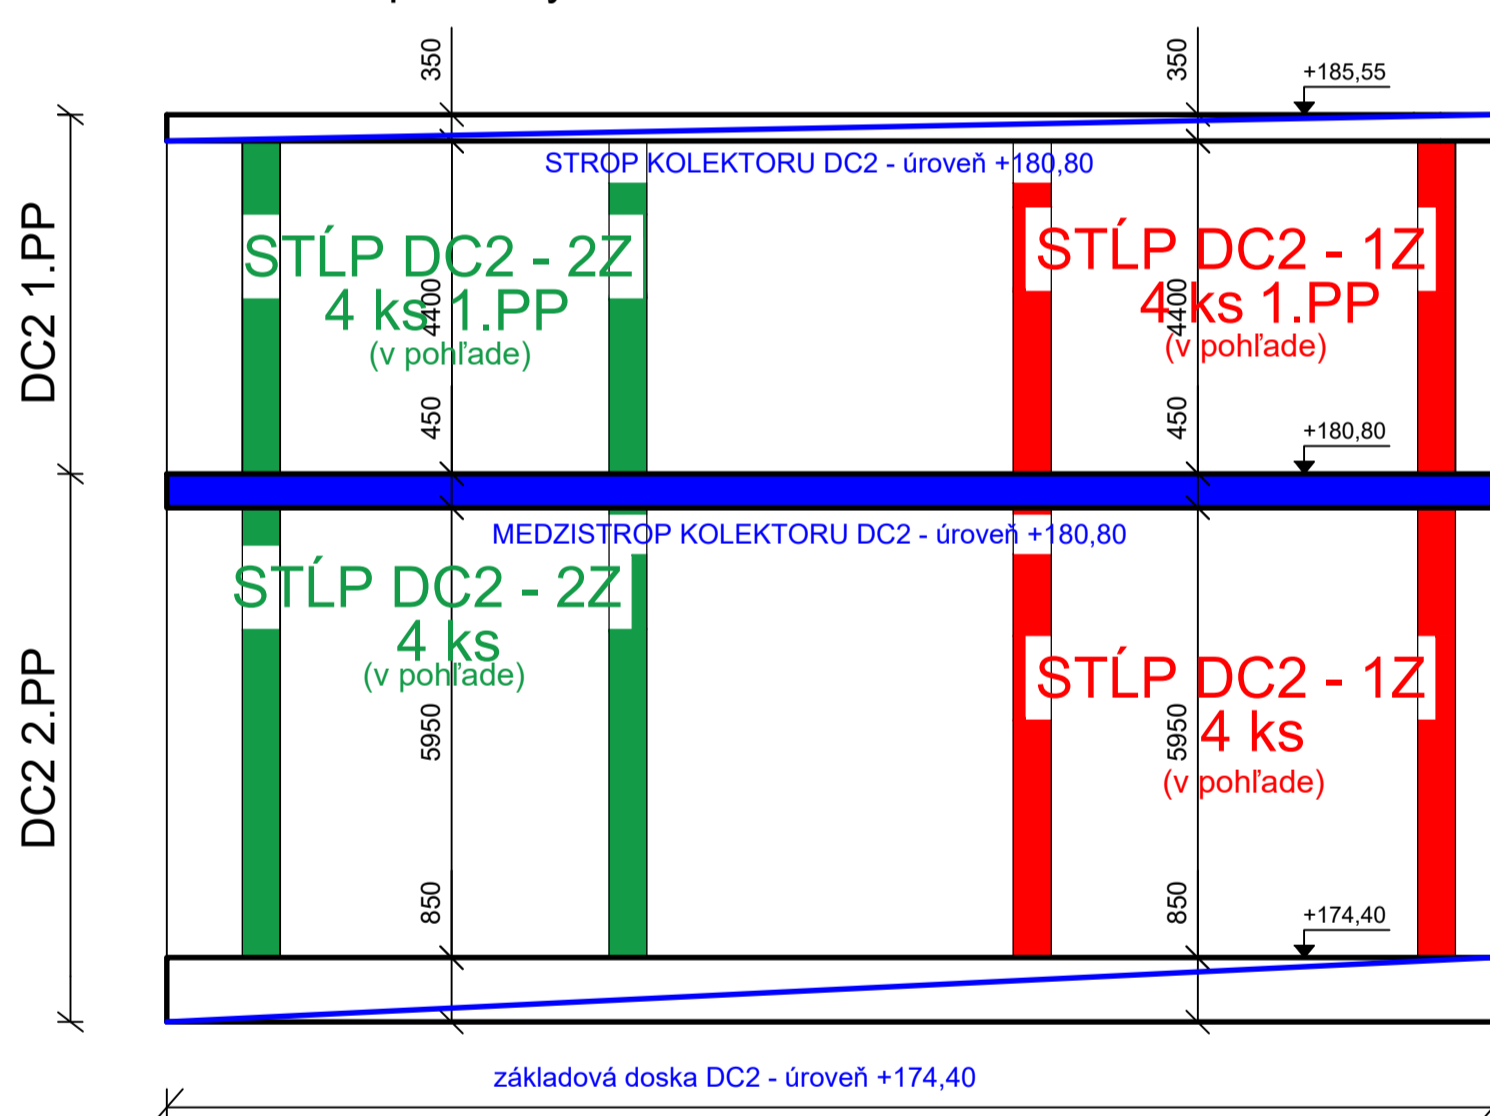 350
350
+185,55
STROP KOLEKTORU DC2 - úroveň +180,80
DC2 1.PP
STĹP DC2 - 2Z
4 ks 1.PP
(v pohľade)
4400
STĹP DC2 - 1Z
4 ks 1.PP
(v pohľade)
4400
450
450
+180,80
MEDZISTROP KOLEKTORU DC2 - úroveň +180,80
DC2 2.PP
STĹP DC2 - 2Z
4 ks
(v pohľade)
5950
STĹP DC2 - 1Z
4 ks
(v pohľade)
5950
850
850
+174,40
základová doska DC2 - úroveň +174,40